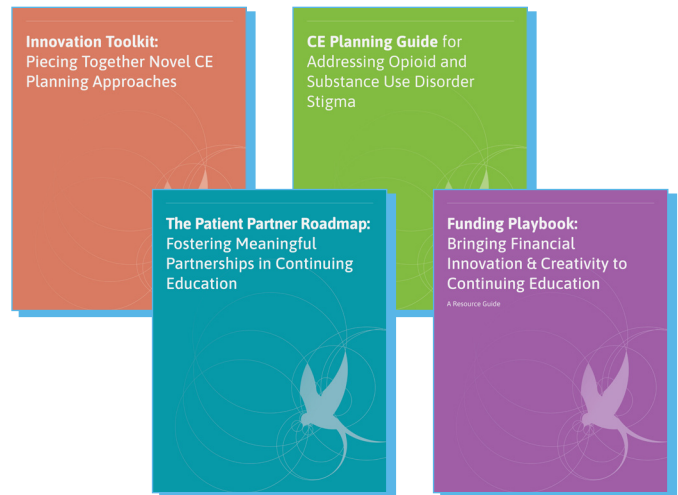 Innovation Toolkit:
Piecing Together Novel CE
Planning Approaches
CE Planning Guide for
Addressing Opioid and
Substance Use Disorder
Stigma
The Patient Partner Roadmap:
Fostering Meaningful
Partnerships in Continuing
Education
Funding Playbook:
Bringing Financial
Innovation & Creativity to
Continuing Education
A Resource Guide